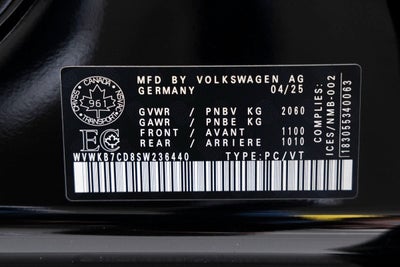 MFD BY VOLKSWAGEN AG
GERMANY 04/25
CANADA
961
TRANSPORT
EC
GVWR / PNBV KG 2060
GAWR / PNBE KG
FRONT / AVANT 1100
REAR / ARRIERE 1010
WVWKB7CD8SW236440 TYPE:PC/VT
COMPLIES:
ICES/NMB-002
183055340063